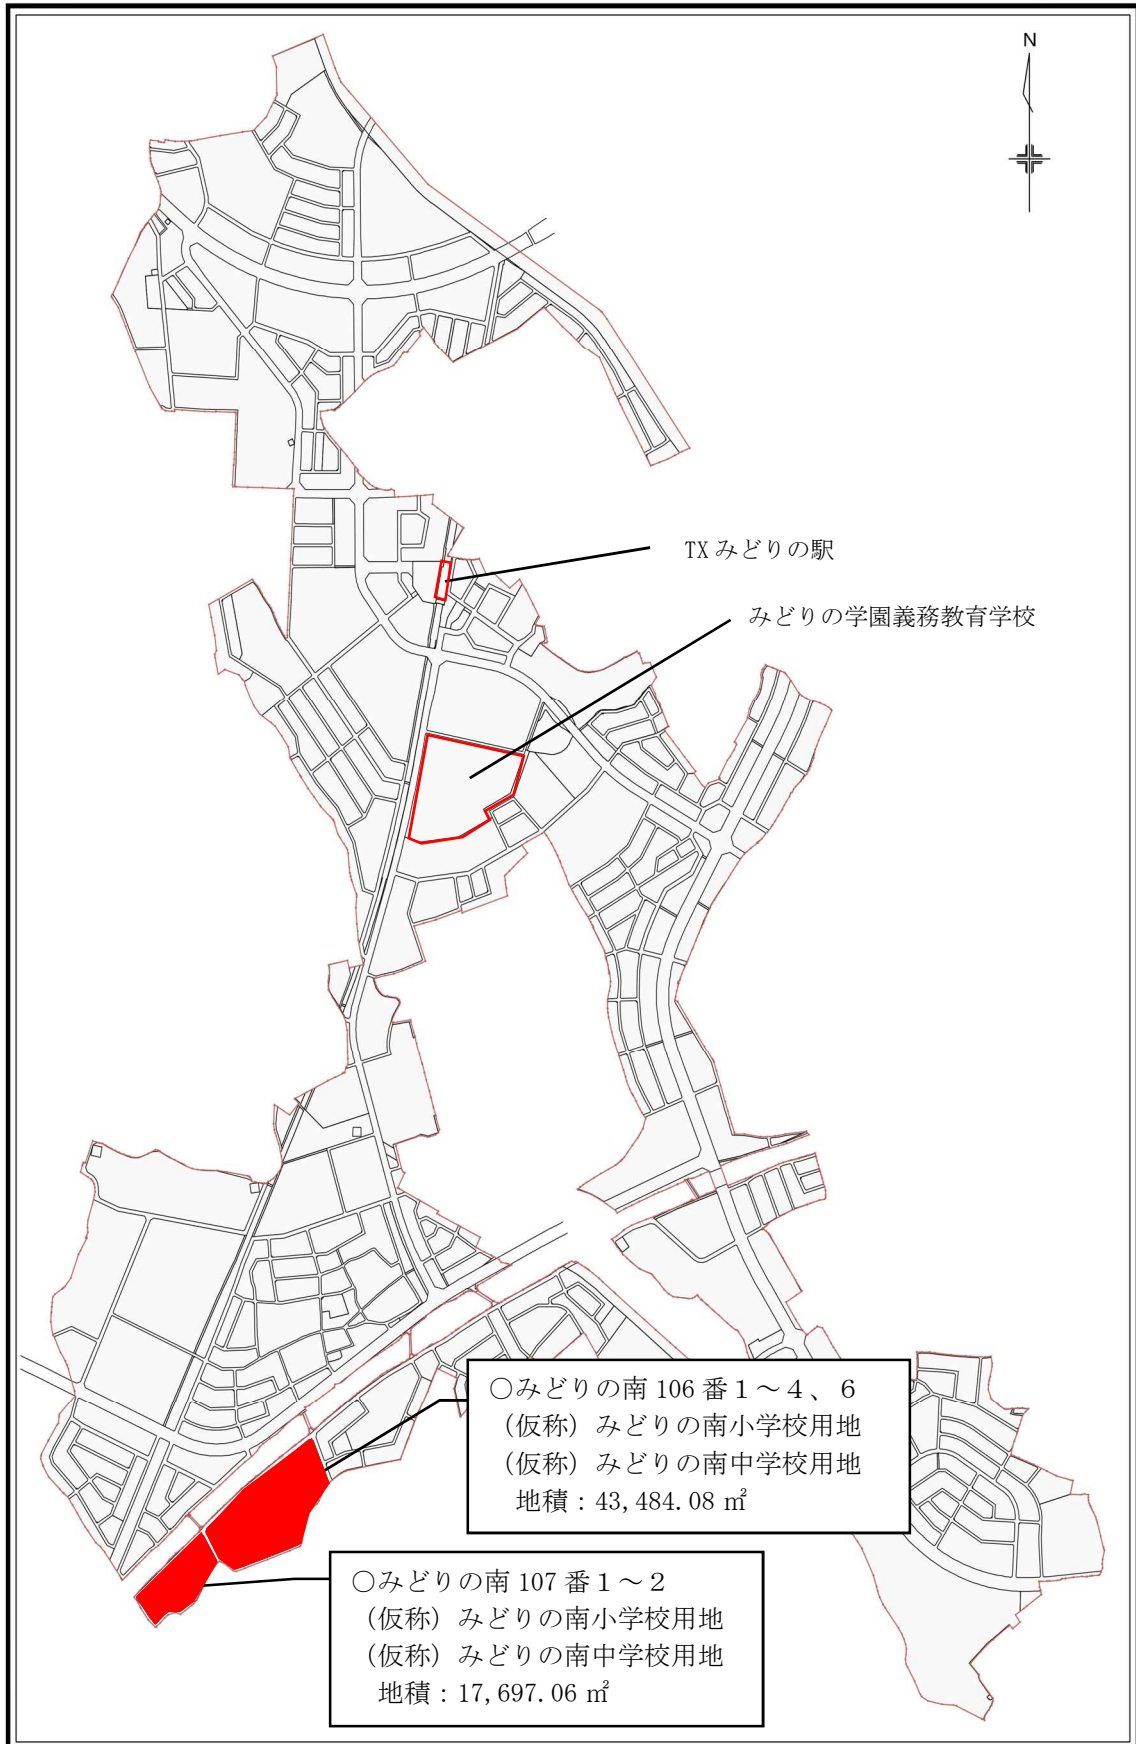 N
TXみどりの駅
みどりの学園義務教育学校
○みどりの南 106 番１～４、６
（仮称）みどりの南小学校用地
（仮称）みどりの南中学校用地
地積：43,484.08 ㎡
○みどりの南 107 番１～２
（仮称）みどりの南小学校用地
（仮称）みどりの南中学校用地
地積：17,697.06 ㎡